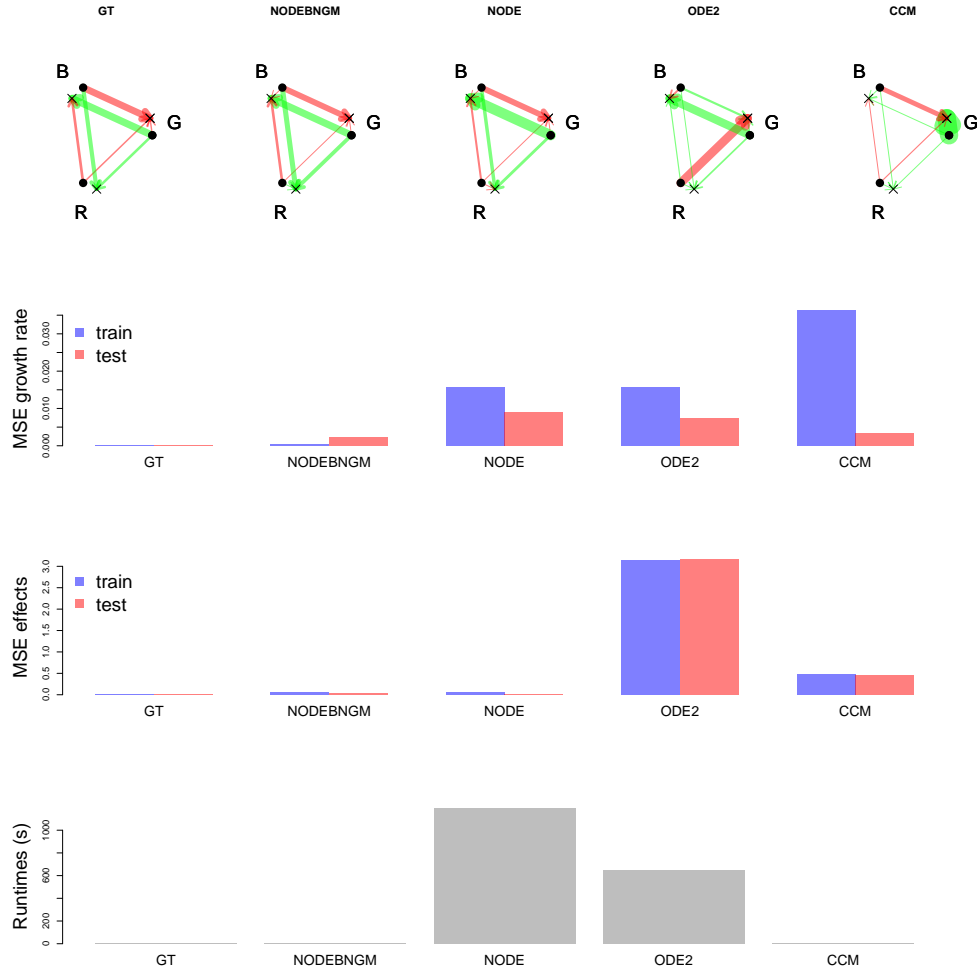 GT NODEBNGM NODE ODE2 CCM
B B B B B
G G G G G
R R R R R
MSE growth rate
0.000 0.010 0.020 0.030
train
test
GT NODEBNGM NODE ODE2 CCM
MSE effects
0.0 0.5 1.0 1.5 2.0 2.5 3.0
train
test
GT NODEBNGM NODE ODE2 CCM
Runtimes (s)
0 200 600 1000
GT NODEBNGM NODE ODE2 CCM